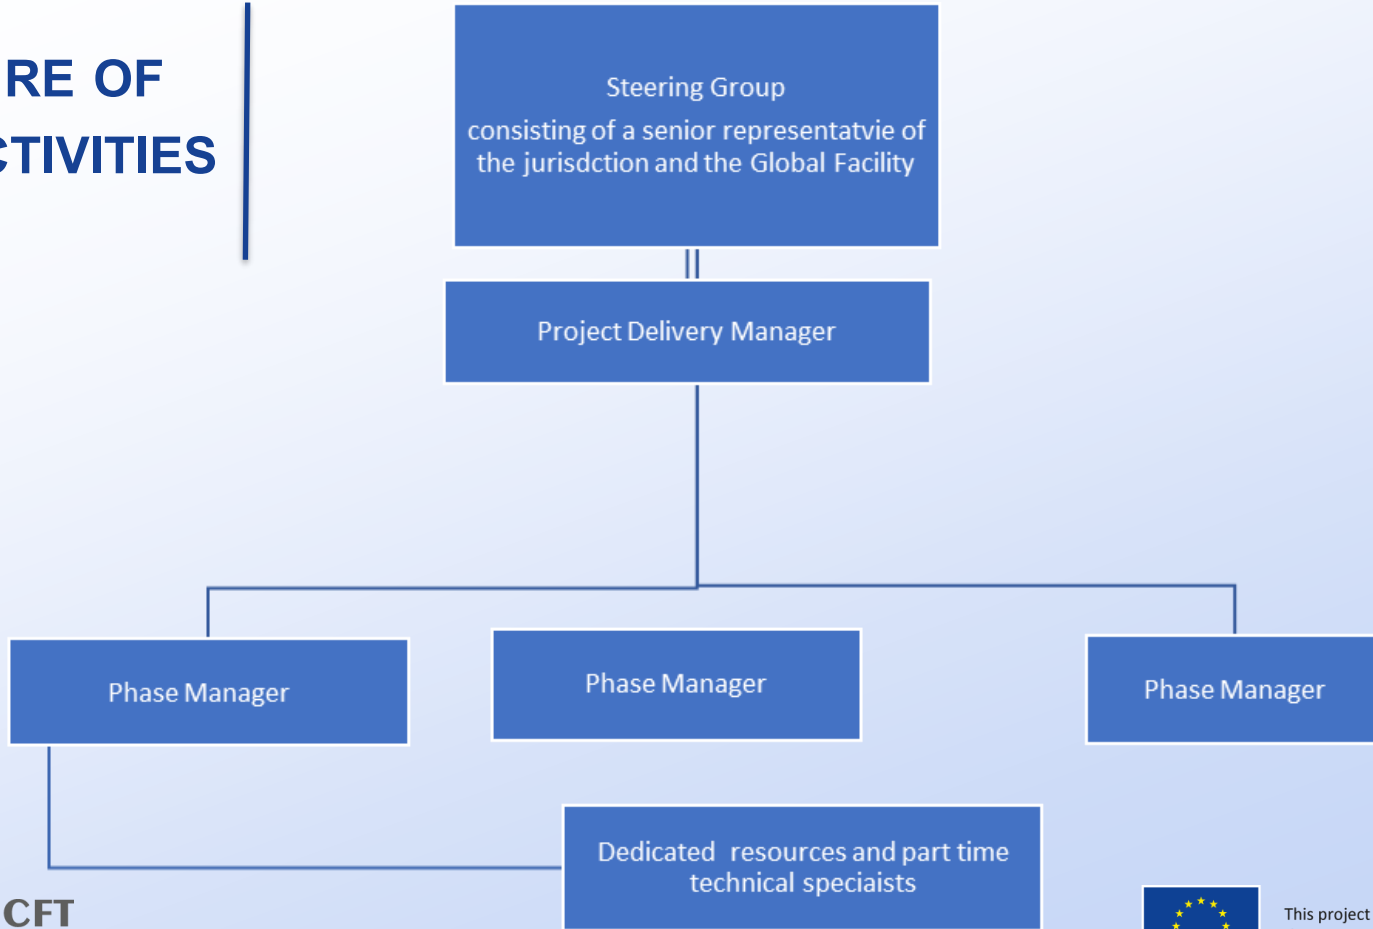 RE OF
CTIVITIES
Steering Group
consisting of a senior representatvie of
the jurisdction and the Global Facility
Project Delivery Manager
Phase Manager
Phase Manager
Phase Manager
Dedicated resources and part time
technical speciaists
CFT
This project